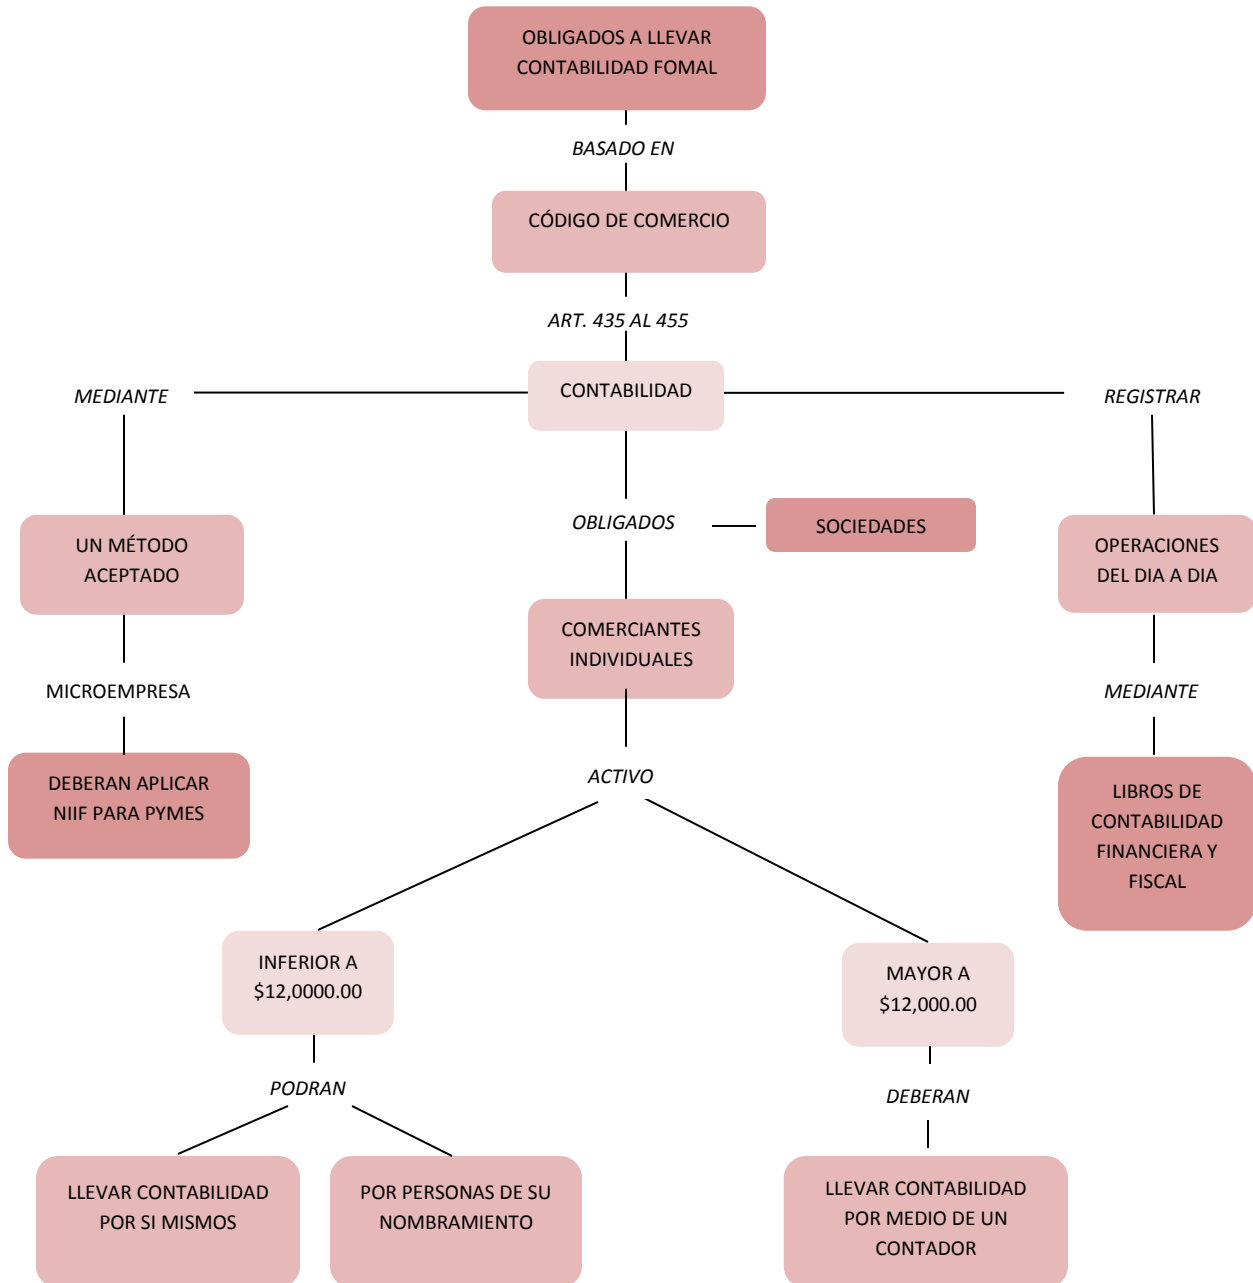 OBLIGADOS A LLEVAR
CONTABILIDAD FOMAL
BASADO EN
CÓDIGO DE COMERCIO
ART. 435 AL 455
CONTABILIDAD
MEDIANTE
REGISTRAR
UN MÉTODO
ACEPTADO
OBLIGADOS
SOCIEDADES
OPERACIONES
DEL DIA A DIA
COMERCIANTES
INDIVIDUALES
MICROEMPRESA
MEDIANTE
DEBERAN APLICAR
NIIF PARA PYMES
ACTIVO
LIBROS DE
CONTABILIDAD
FINANCIERA Y
FISCAL
INFERIOR A
$12,0000.00
MAYOR A
$12,000.00
PODRAN
DEBERAN
LLEVAR CONTABILIDAD
POR SI MISMOS
POR PERSONAS DE SU
NOMBRAMIENTO
LLEVAR CONTABILIDAD
POR MEDIO DE UN
CONTADOR